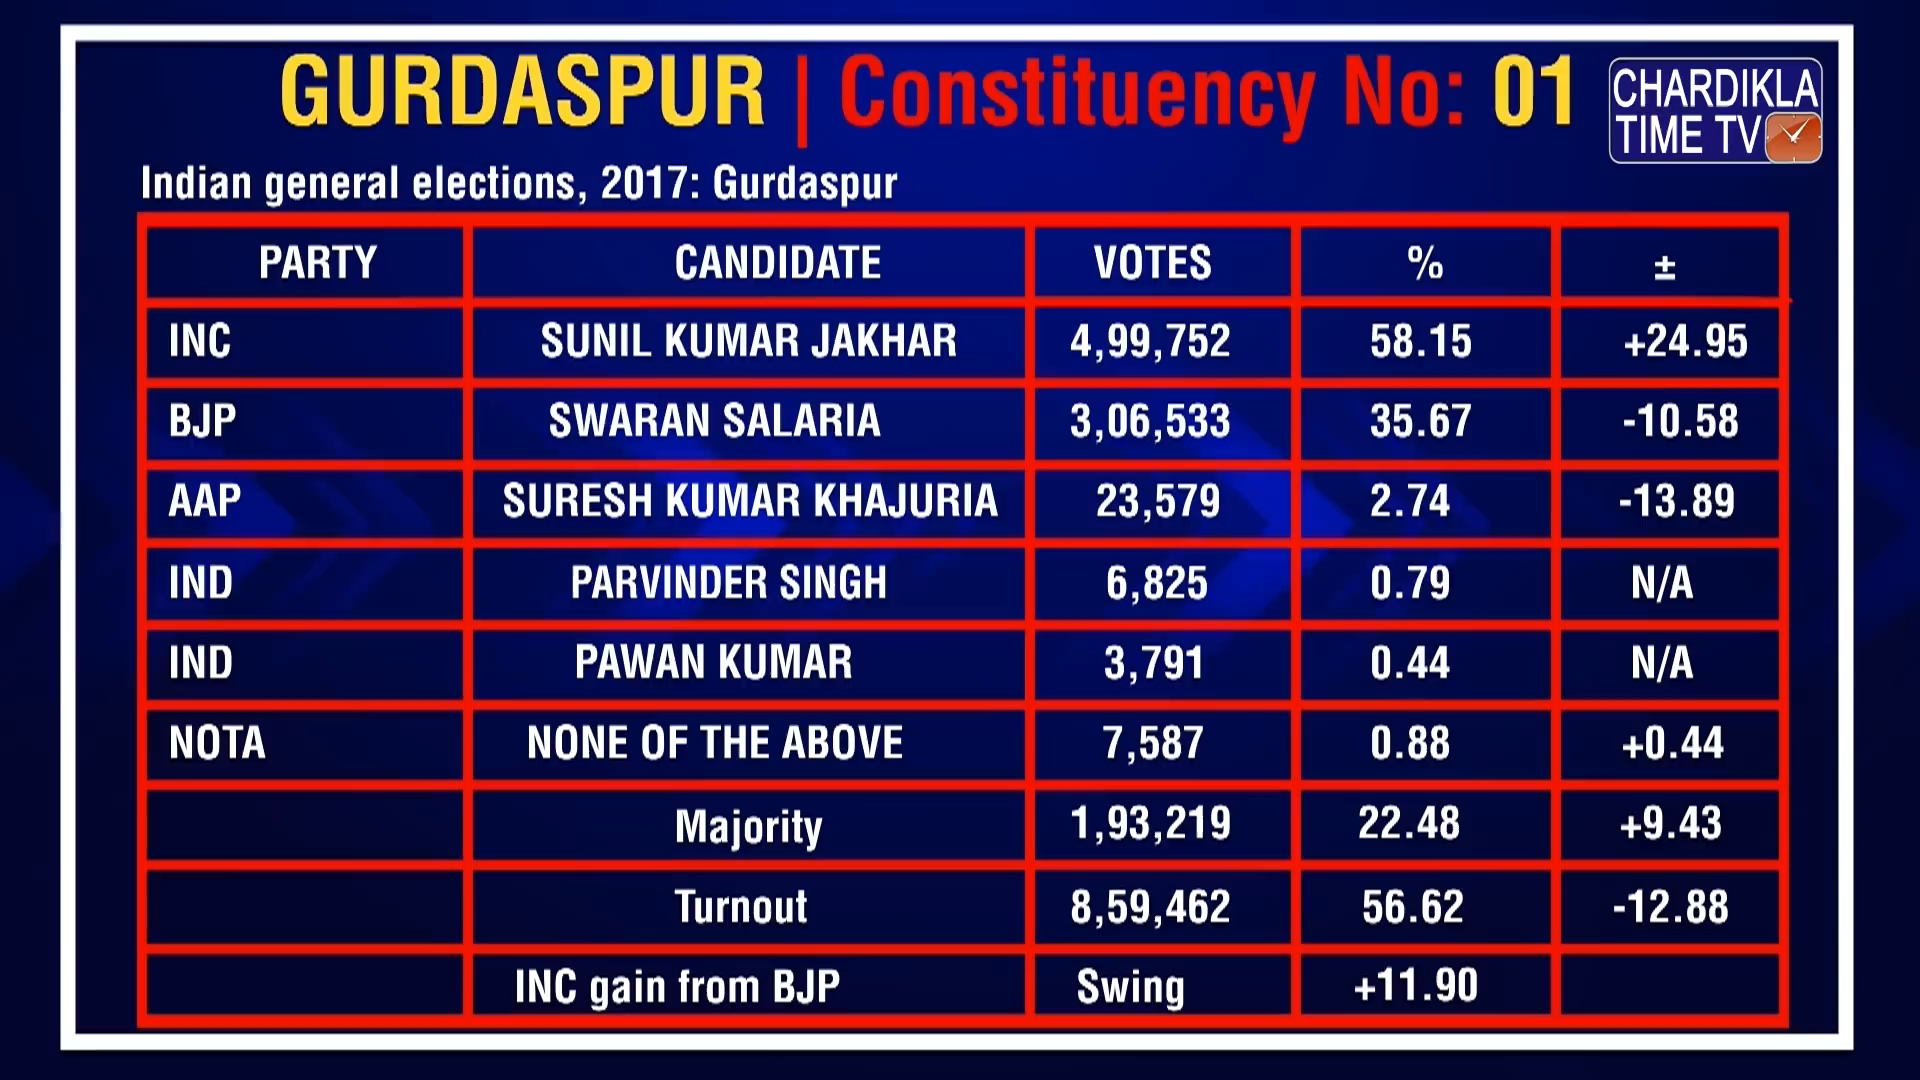 GURDASPUR | Constituency No: 01
CHARDIKLA
TIME TV
Indian general elections, 2017: Gurdaspur
PARTY CANDIDATE VOTES % ±
INC SUNIL KUMAR JAKHAR 4,99,752 58.15 +24.95
BJP SWARAN SALARIA 3,06,533 35.67 -10.58
AAP SURESH KUMAR KHAJURIA 23,579 2.74 -13.89
IND PARVINDER SINGH 6,825 0.79 N/A
IND PAWAN KUMAR 3,791 0.44 N/A
NOTA NONE OF THE ABOVE 7,587 0.88 +0.44
Majority 1,93,219 22.48 +9.43
Turnout 8,59,462 56.62 -12.88
INC gain from BJP Swing +11.90